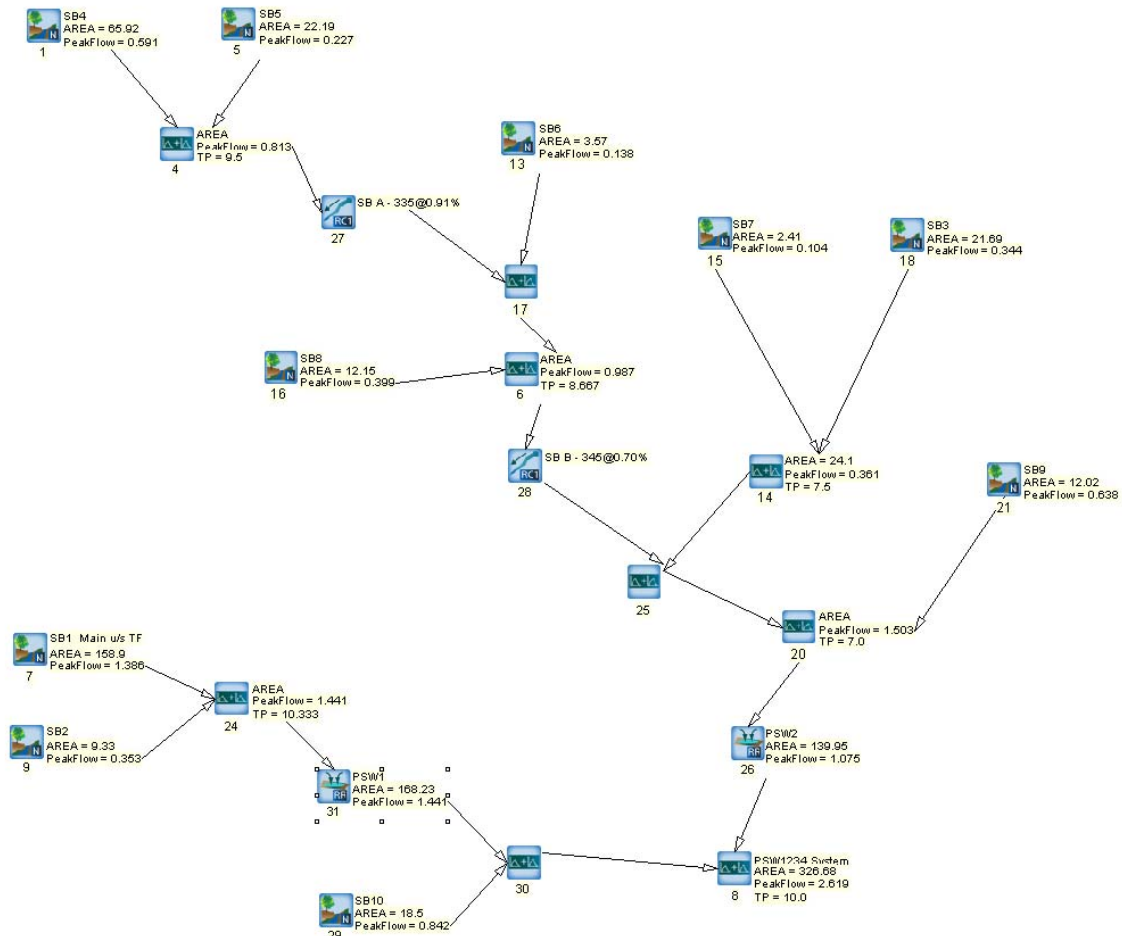 SB4
AREA = 65.92
PeakFlow = 0.591
N
1
SB5
AREA = 22.19
PeakFlow = 0.227
N
5
AREA
PeakFlow = 0.813
TP = 9.5
4
SB6
AREA = 3.57
PeakFlow = 0.138
N
13
SB A - 335@0.91%
RC1
27
SB7
AREA = 2.41
PeakFlow = 0.104
N
15
SB3
AREA = 21.69
PeakFlow = 0.344
N
18
17
SB8
AREA = 12.15
PeakFlow = 0.399
N
16
AREA
PeakFlow = 0.987
TP = 8.667
6
SB B - 345@0.70%
RC1
28
AREA = 24.1
PeakFlow = 0.361
TP = 7.5
14
SB9
AREA = 12.02
PeakFlow = 0.638
N
21
25
AREA
PeakFlow = 1.503
TP = 7.0
20
SB1 Main u/s TF
AREA = 158.9
PeakFlow = 1.386
N
7
AREA
PeakFlow = 1.441
TP = 10.333
24
SB2
AREA = 9.33
PeakFlow = 0.353
N
9
PSW2
AREA = 139.95
PeakFlow = 1.075
RR
26
PSW1
AREA = 168.23
PeakFlow = 1.441
RR
31
30
PSW1234 System
AREA = 326.68
PeakFlow = 2.619
TP = 10.0
8
SB10
AREA = 18.5
PeakFlow = 0.842
N
29